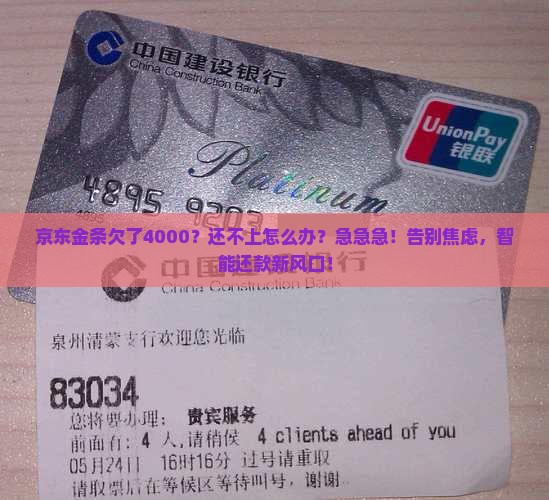 中国建设银行
China Construction Bank
UnionPay
银联
Platinum
4895 9203
京东金条欠了4000？还不上怎么办？急急急！告别焦虑，智
能还款新风口！
中国建设银行
China Construction Bank
泉州清蒙支行欢迎您光临
83034
您将要办理： 贵宾服务
前面有: 4 人,请稍侯 4 clients ahead of you
05月24日 16时16分 过号请重取
请取票后在等候区等待叫号，谢谢